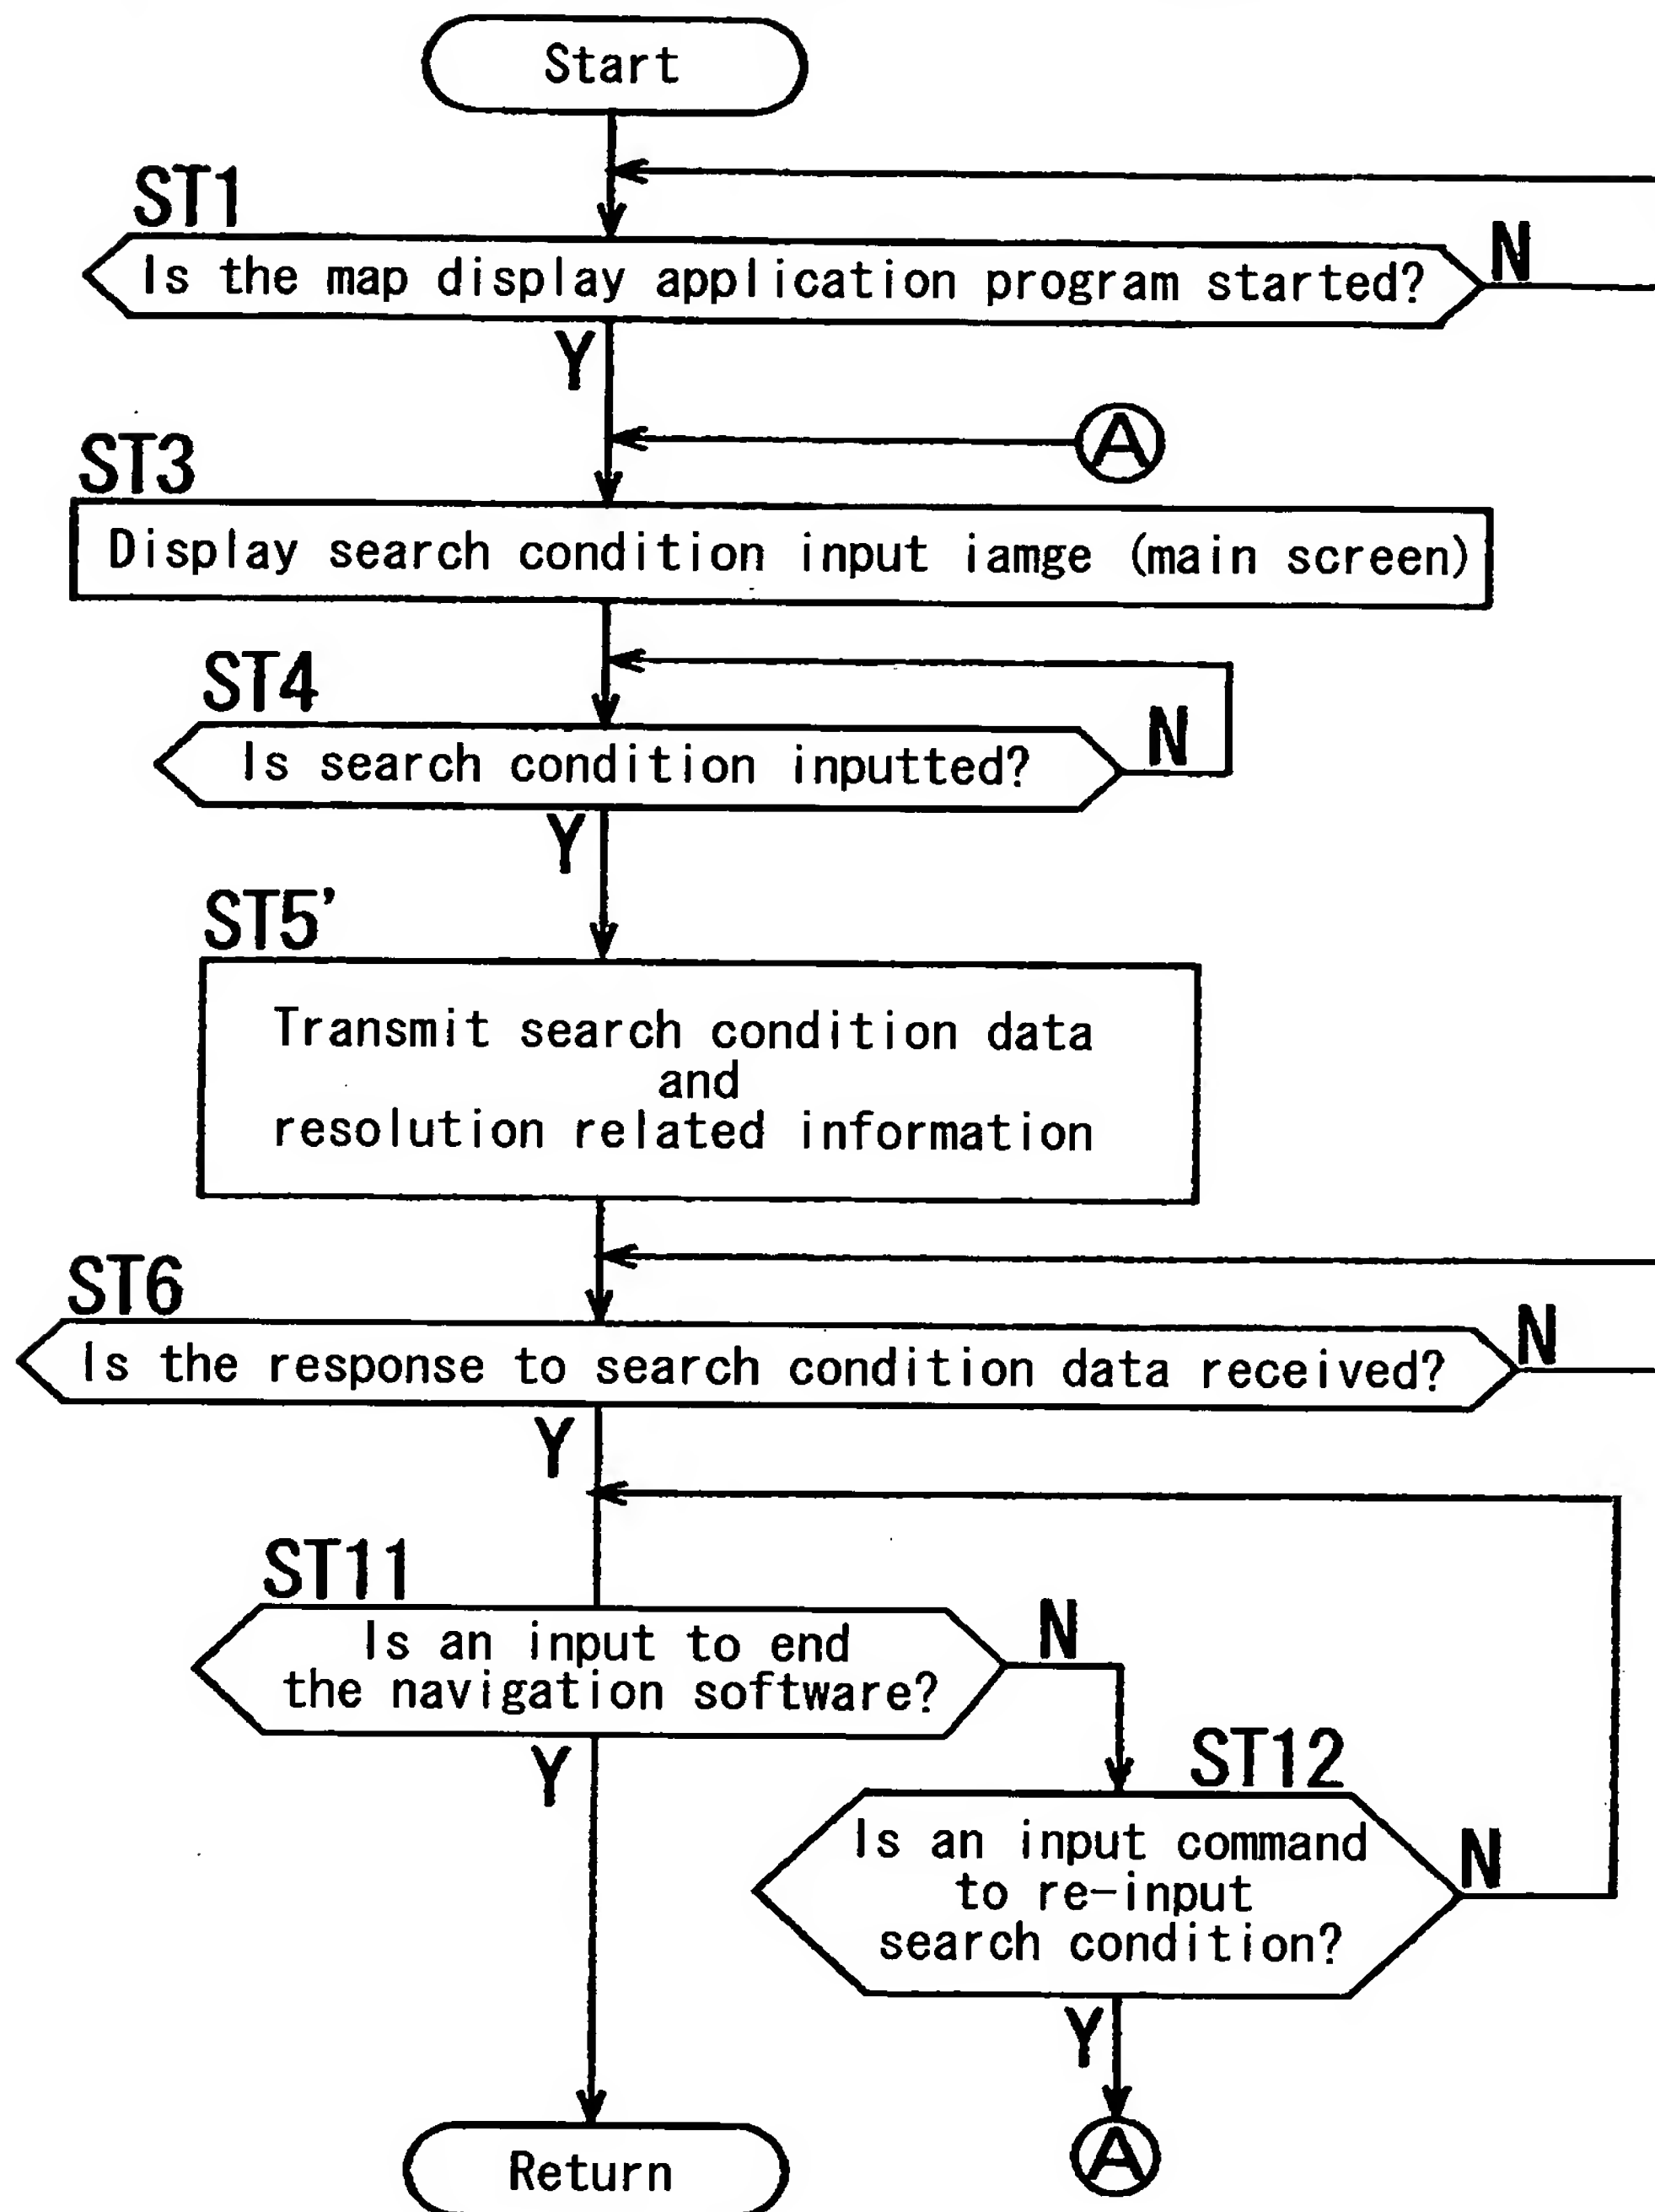 Start
ST1
Is the map display application program started?
N
Y
A
ST3
Display search condition input iamge (main screen)
ST4
Is search condition inputted?
N
Y
ST5’
Transmit search condition data
and
resolution related information
ST6
Is the response to search condition data received?
N
Y
ST11
Is an input to end
the navigation software?
N
Y
ST12
Is an input command
to re-input
search condition?
N
Y
Return
A